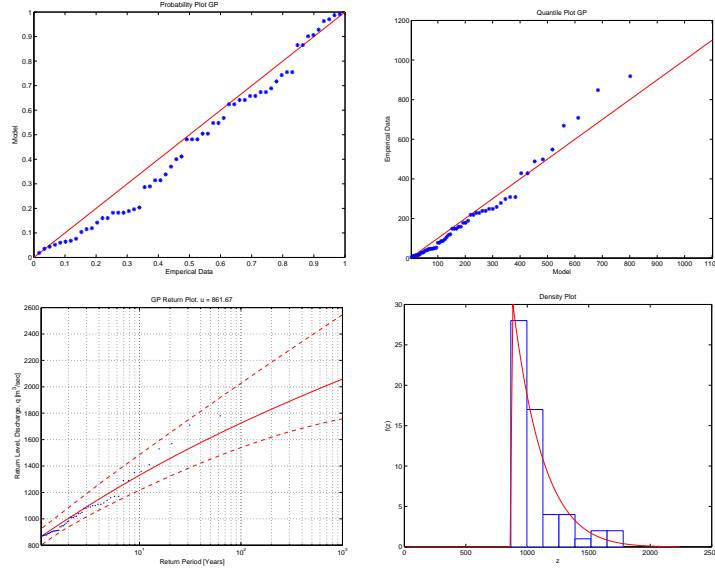 Probability Plot GP
1
0.9
0.8
0.7
0.6
0.5
0.4
0.3
0.2
0.1
0
Model
0 0.1 0.2 0.3 0.4 0.5 0.6 0.7 0.8 0.9 1
Emperical Data
Quantile Plot GP
1200
1000
800
600
400
200
0
Emperical Data
100 200 300 400 500 600 700 800 900 1000 1100
Model
GP Return Plot. u = 861.67
2600
2400
2200
2000
1800
1600
1400
1200
1000
800
Return Level, Discharge, q [m³/sec]
10¹ 10² 10³
Return Period [Years]
Density Plot
30
25
20
15
10
5
0
f(z)
0 500 1000 1500 2000 2500
z